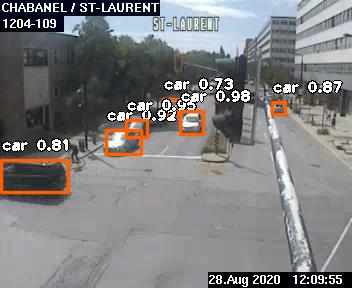 CHABANEL / ST-LAURENT
1204-109
ST-LAURENT
car 0.73
car 0.87
car 0.98
car 0.95
car 0.92
car 0.81
28.Aug 2020 12:09:55